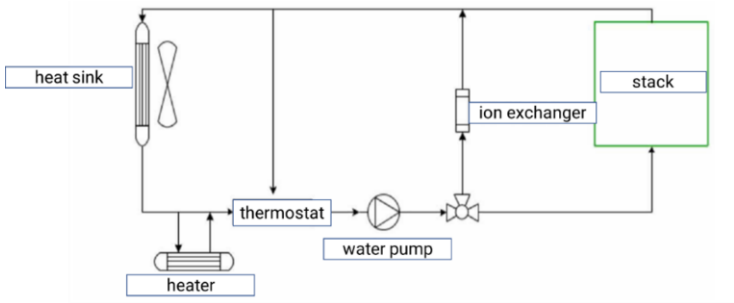 heat sink
stack
ion exchanger
thermostat
water pump
heater